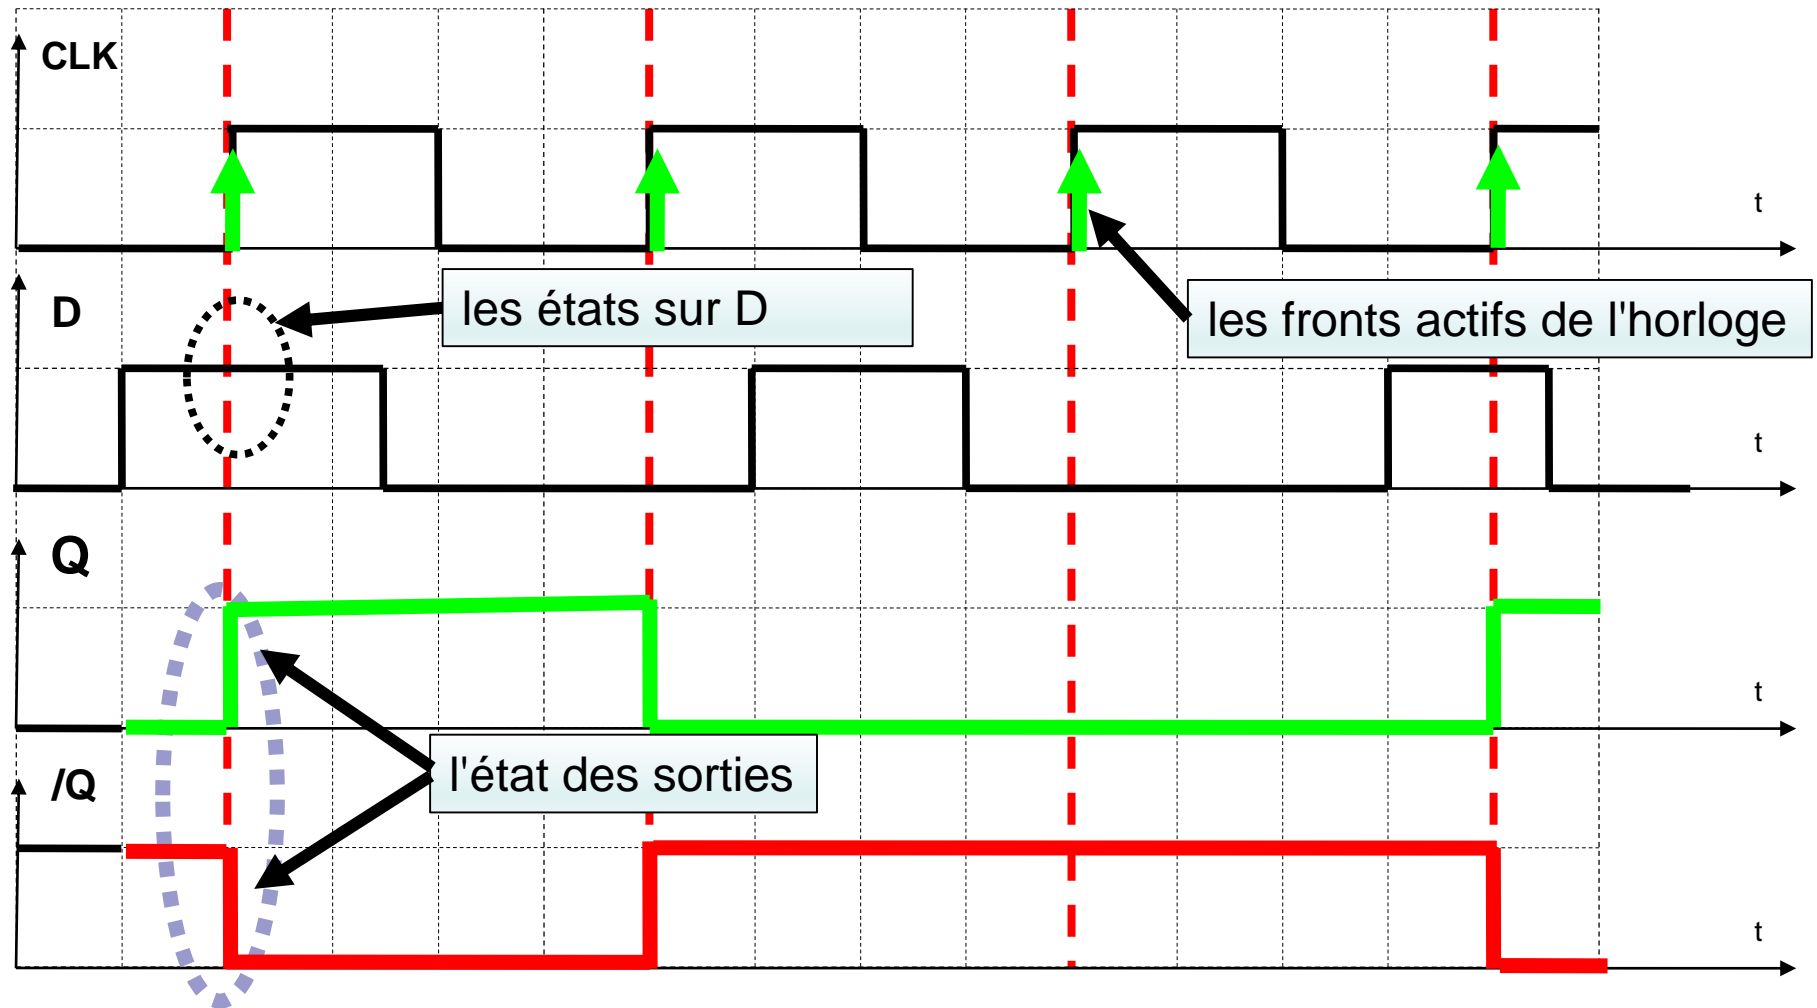 CLK
t
les états sur D
les fronts actifs de l'horloge
D
t
Q
t
l'état des sorties
/Q
t